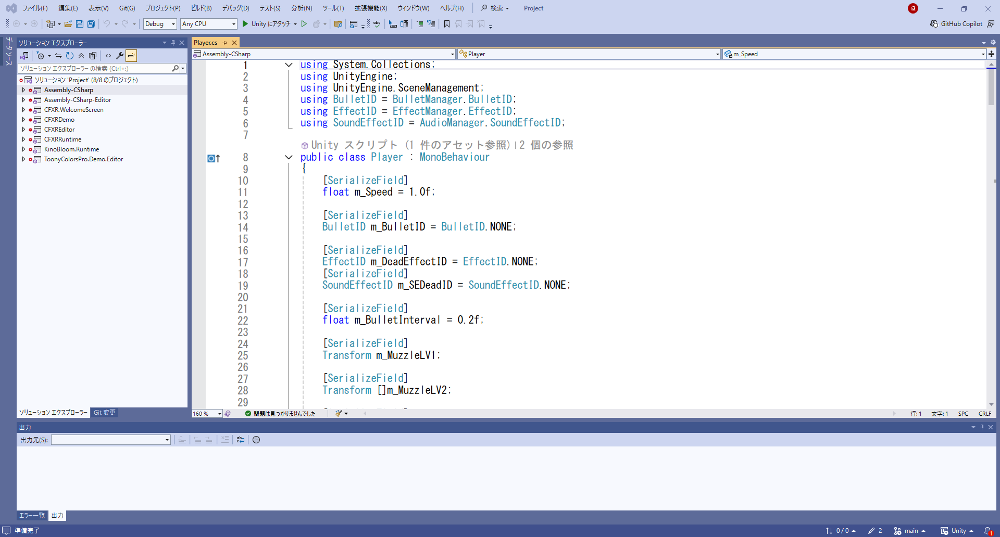 ファイル(F) 編集(E) 表示(V) Git(G) プロジェクト(P) ビルド(B) デバッグ(D) テスト(S) 分析(N) ツール(T) 拡張機能(X) ウィンドウ(W) ヘルプ(H) 検索 Project
Debug Any CPU Unity にアタッチ GitHub Copilot
データ ソース
ソリューション エクスプローラー
ソリューション エクスプローラー の検索 (Ctrl+:)
ソリューション 'Project' (8/8 のプロジェクト)
Assembly-CSharp
Assembly-CSharp-Editor
CFXR.WelcomeScreen
CFXRDemo
CFXREditor
CFXRRuntime
KinoBloom.Runtime
ToonyColorsPro.Demo.Editor
ソリューション エクスプローラー Git 変更
Player.cs
Assembly-CSharp Player m_Speed
1 using System.Collections;
2 using UnityEngine;
3 using UnityEngine.SceneManagement;
4 using BulletID = BulletManager.BulletID;
5 using EffectID = EffectManager.EffectID;
6 using SoundEffectID = AudioManager.SoundEffectID;
7
Unity スクリプト (1 件のアセット参照)|2 個の参照
8 public class Player : MonoBehaviour
9 {
10 [SerializeField]
11 float m_Speed = 1.0f;
12
13 [SerializeField]
14 BulletID m_BulletID = BulletID.NONE;
15
16 [SerializeField]
17 EffectID m_DeadEffectID = EffectID.NONE;
18 [SerializeField]
19 SoundEffectID m_SEDeadID = SoundEffectID.NONE;
20
21 [SerializeField]
22 float m_BulletInterval = 0.2f;
23
24 [SerializeField]
25 Transform m_MuzzleLV1;
26
27 [SerializeField]
28 Transform []m_MuzzleLV2;
29
160 % 問題は見つかりませんでした 行: 1 文字: 1 SPC CRLF
出力
出力元(S):
エラー一覧 出力
準備完了 0 / 0 2 main Unity 1